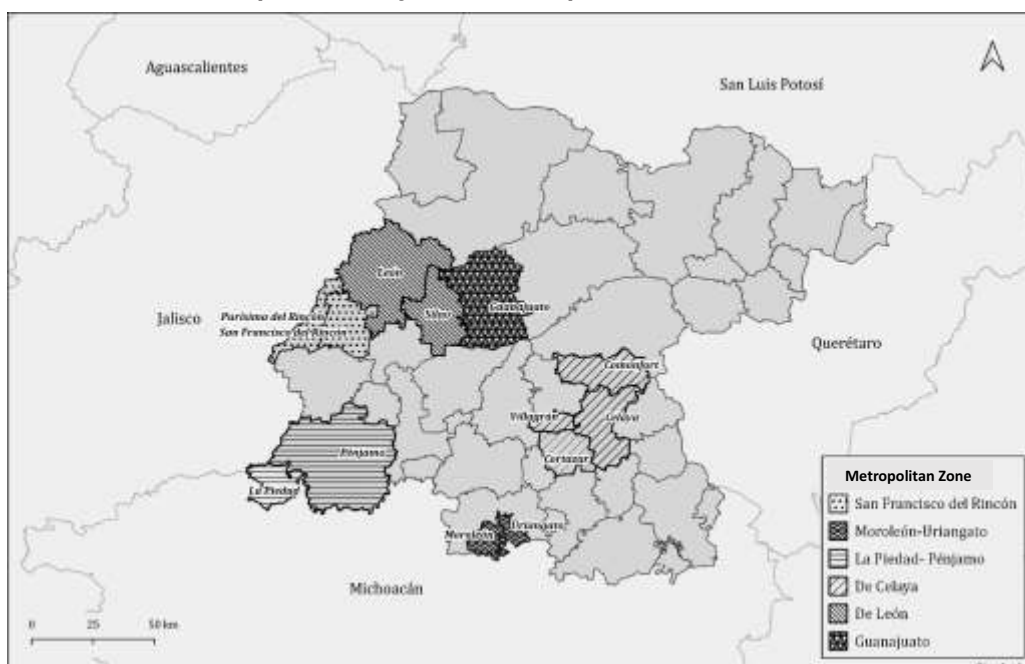 Aguascalientes
San Luis Potosí
León
Silao
Guanajuato
Purísima del Rincón
San Francisco del Rincón
Jalisco
Querétaro
Comonfort
Villagrán
Celaya
Cortazar
Pénjamo
La Piedad
Moroleón
Uriangato
Michoacán
0 25 50 km
Metropolitan Zone
San Francisco del Rincón
Moroleón-Uriangato
La Piedad- Pénjamo
De Celaya
De León
Guanajuato